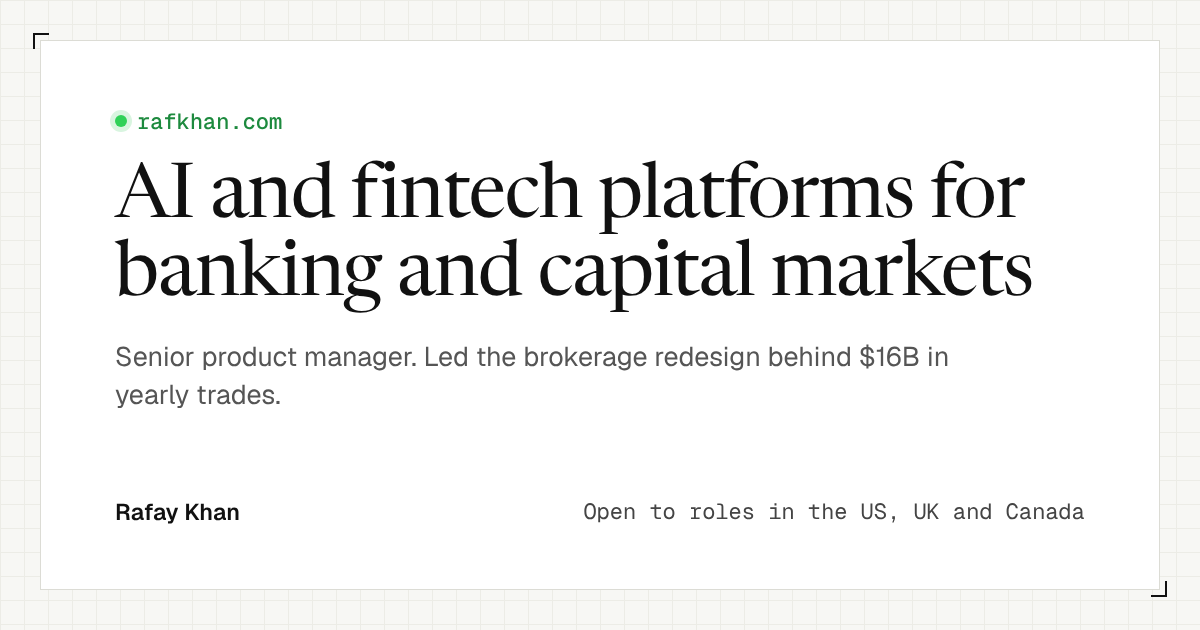 rafkhan.com
AI and fintech platforms for
banking and capital markets
Senior product manager. Led the brokerage redesign behind $16B in
yearly trades.
Rafay Khan
Open to roles in the US, UK and Canada